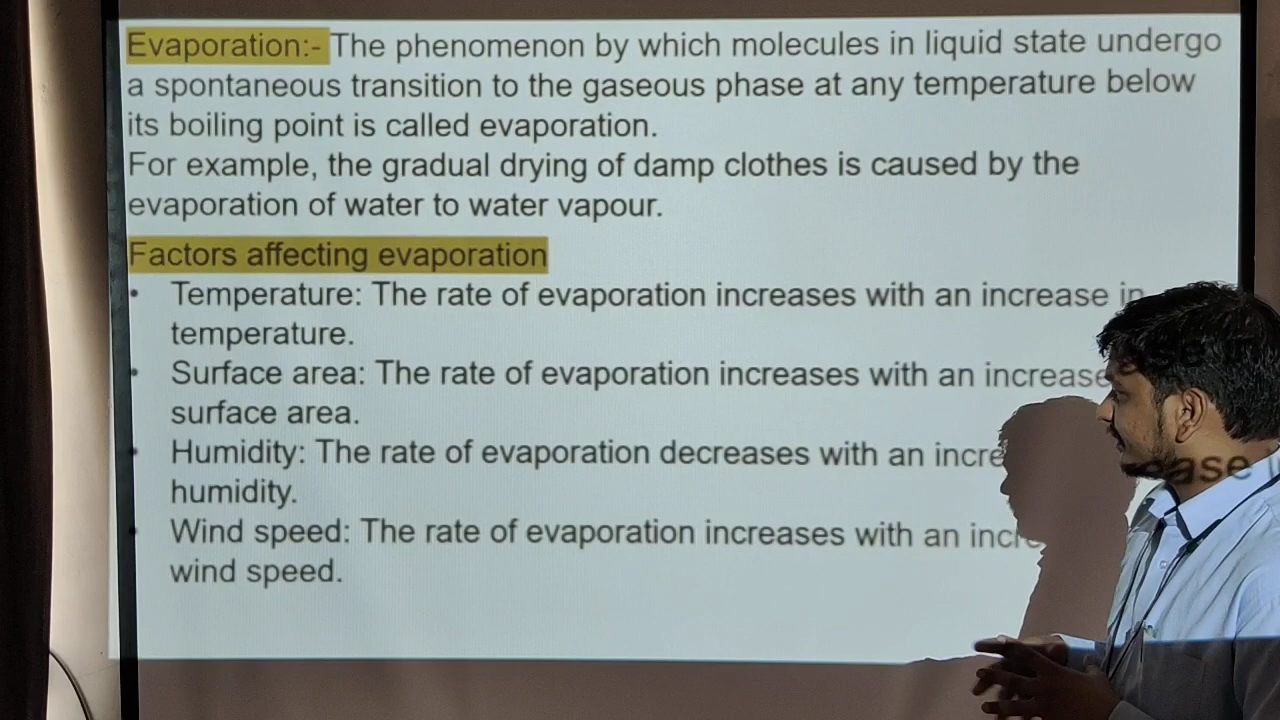 Evaporation:- The phenomenon by which molecules in liquid state undergo
a spontaneous transition to the gaseous phase at any temperature below
its boiling point is called evaporation.
For example, the gradual drying of damp clothes is caused by the
evaporation of water to water vapour.
Factors affecting evaporation
• Temperature: The rate of evaporation increases with an increase in
temperature.
• Surface area: The rate of evaporation increases with an increase
surface area.
• Humidity: The rate of evaporation decreases with an incre ase
humidity.
• Wind speed: The rate of evaporation increases with an incre
wind speed.